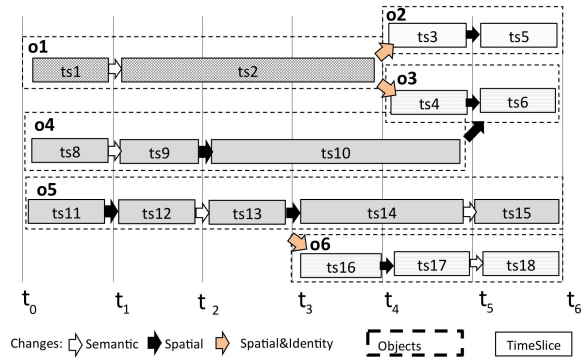 o2
ts3 ts5
o1
ts1 ts2
o3
ts4 ts6
o4
ts8 ts9 ts10
o5
ts11 ts12 ts13 ts14 ts15
o6
ts16 ts17 ts18
t0 t1 t2 t3 t4 t5 t6
Changes: Semantic Spatial Spatial&Identity Objects TimeSlice